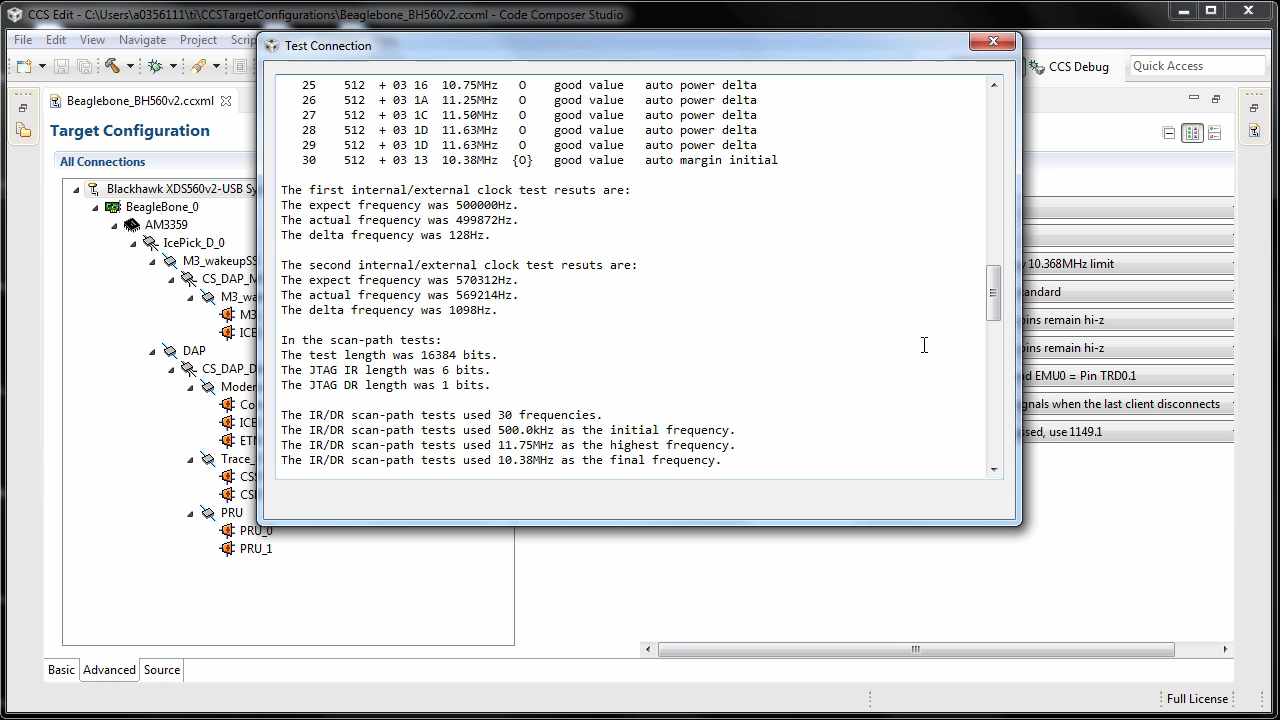 CCS Edit - C:\Users\a0356111\ti\CCSTargetConfigurations\Beaglebone_BH560v2.ccxml - Code Composer Studio
File Edit View Navigate Project Scrip
CCS Debug
Quick Access
Beaglebone_BH560v2.ccxml
Target Configuration
All Connections
Blackhawk XDS560v2-USB Sy
BeagleBone_0
AM3359
IcePick_D_0
M3_wakeupSS
CS_DAP_M
M3_wa
M3
ICE
DAP
CS_DAP_D
Moder
Co
ICE
ETM
Trace_
CSS
CSE
PRU
PRU_0
PRU_1
Test Connection
25 512 + 03 16 10.75MHz O good value auto power delta
26 512 + 03 1A 11.25MHz O good value auto power delta
27 512 + 03 1C 11.50MHz O good value auto power delta
28 512 + 03 1D 11.63MHz O good value auto power delta
29 512 + 03 1D 11.63MHz O good value auto power delta
30 512 + 03 13 10.38MHz {O} good value auto margin initial
The first internal/external clock test resuts are:
The expect frequency was 500000Hz.
The actual frequency was 499872Hz.
The delta frequency was 128Hz.
The second internal/external clock test resuts are:
The expect frequency was 570312Hz.
The actual frequency was 569214Hz.
The delta frequency was 1098Hz.
In the scan-path tests:
The test length was 16384 bits.
The JTAG IR length was 6 bits.
The JTAG DR length was 1 bits.
The IR/DR scan-path tests used 30 frequencies.
The IR/DR scan-path tests used 500.0kHz as the initial frequency.
The IR/DR scan-path tests used 11.75MHz as the highest frequency.
The IR/DR scan-path tests used 10.38MHz as the final frequency.
y 10.368MHz limit
tandard
pins remain hi-z
pins remain hi-z
d EMU0 = Pin TRD0.1
gnals when the last client disconnects
ssed, use 1149.1
Basic Advanced Source
Full License